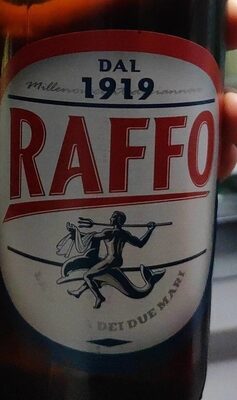 DAL
1919
RAFFO
DEI DUE MARI